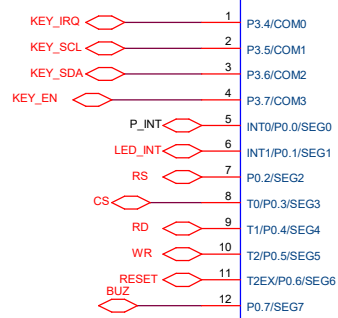 KEY_IRQ 1 P3.4/COM0
KEY_SCL 2 P3.5/COM1
KEY_SDA 3 P3.6/COM2
KEY_EN 4 P3.7/COM3
P_INT 5 INT0/P0.0/SEG0
LED_INT 6 INT1/P0.1/SEG1
RS 7 P0.2/SEG2
CS 8 T0/P0.3/SEG3
RD 9 T1/P0.4/SEG4
WR 10 T2/P0.5/SEG5
RESET 11 T2EX/P0.6/SEG6
BUZ 12 P0.7/SEG7